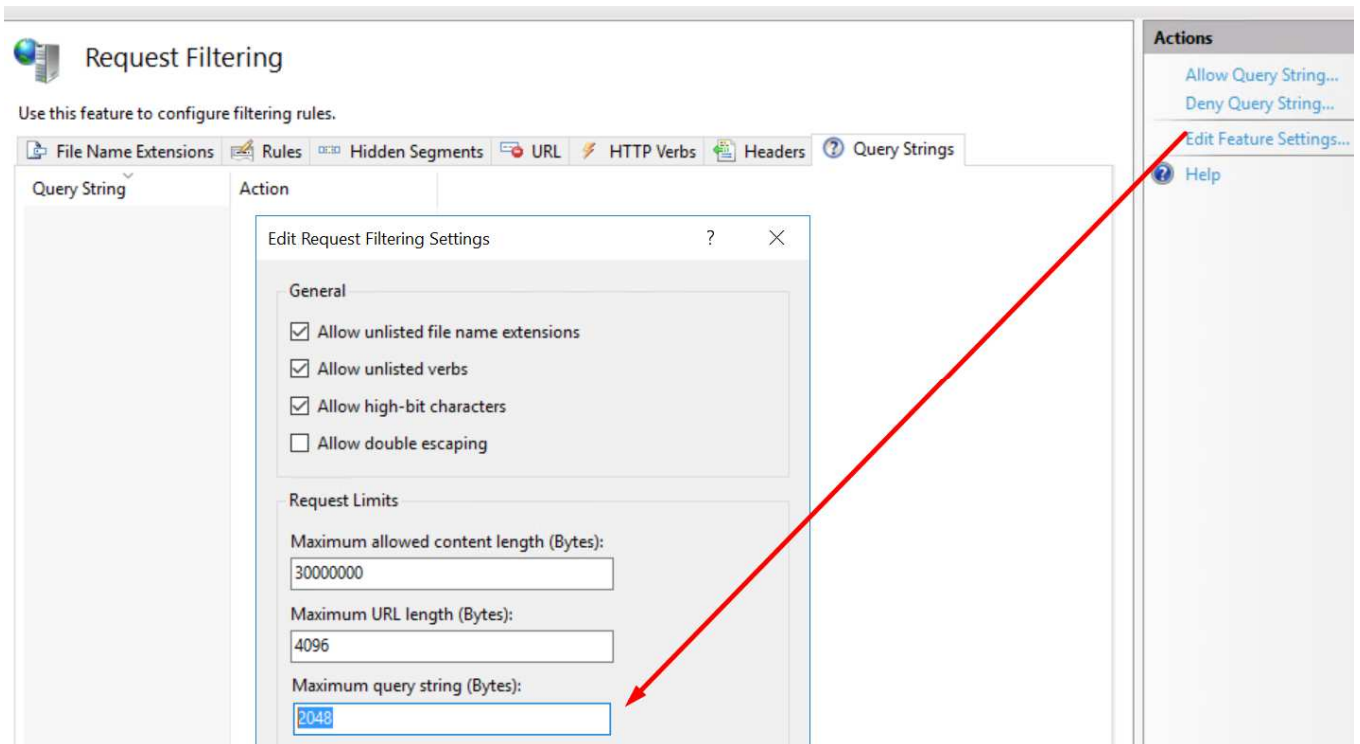 Request Filtering
Use this feature to configure filtering rules.
File Name Extensions Rules Hidden Segments URL HTTP Verbs Headers Query Strings
Query String Action
Edit Request Filtering Settings ? 
General
Allow unlisted file name extensions
Allow unlisted verbs
Allow high-bit characters
Allow double escaping
Request Limits
Maximum allowed content length (Bytes):
30000000
Maximum URL length (Bytes):
4096
Maximum query string (Bytes):
2048
Actions
Allow Query String...
Deny Query String...
Edit Feature Settings...
Help